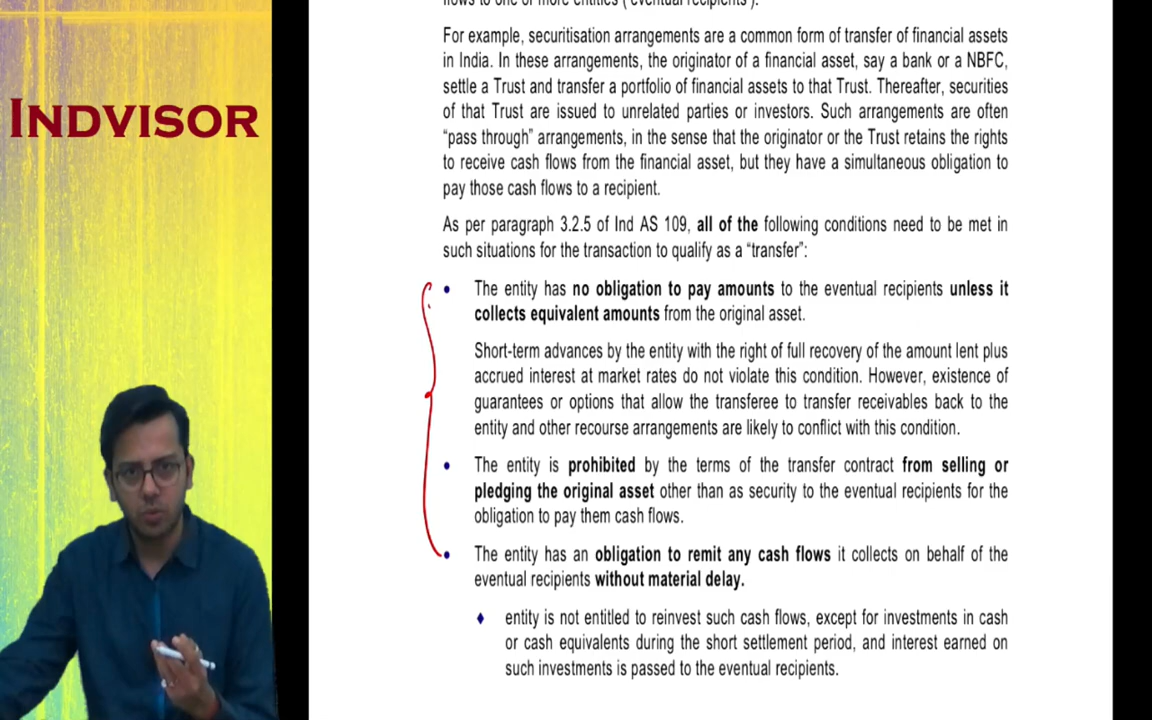 INDVISOR
flows to one or more entities ('eventual recipients').
For example, securitisation arrangements are a common form of transfer of financial assets
in India. In these arrangements, the originator of a financial asset, say a bank or a NBFC,
settle a Trust and transfer a portfolio of financial assets to that Trust. Thereafter, securities
of that Trust are issued to unrelated parties or investors. Such arrangements are often
“pass through” arrangements, in the sense that the originator or the Trust retains the rights
to receive cash flows from the financial asset, but they have a simultaneous obligation to
pay those cash flows to a recipient.
As per paragraph 3.2.5 of Ind AS 109, all of the following conditions need to be met in
such situations for the transaction to qualify as a “transfer”:
• The entity has no obligation to pay amounts to the eventual recipients unless it
collects equivalent amounts from the original asset.
Short-term advances by the entity with the right of full recovery of the amount lent plus
accrued interest at market rates do not violate this condition. However, existence of
guarantees or options that allow the transferee to transfer receivables back to the
entity and other recourse arrangements are likely to conflict with this condition.
• The entity is prohibited by the terms of the transfer contract from selling or
pledging the original asset other than as security to the eventual recipients for the
obligation to pay them cash flows.
• The entity has an obligation to remit any cash flows it collects on behalf of the
eventual recipients without material delay.
♦ entity is not entitled to reinvest such cash flows, except for investments in cash
or cash equivalents during the short settlement period, and interest earned on
such investments is passed to the eventual recipients.